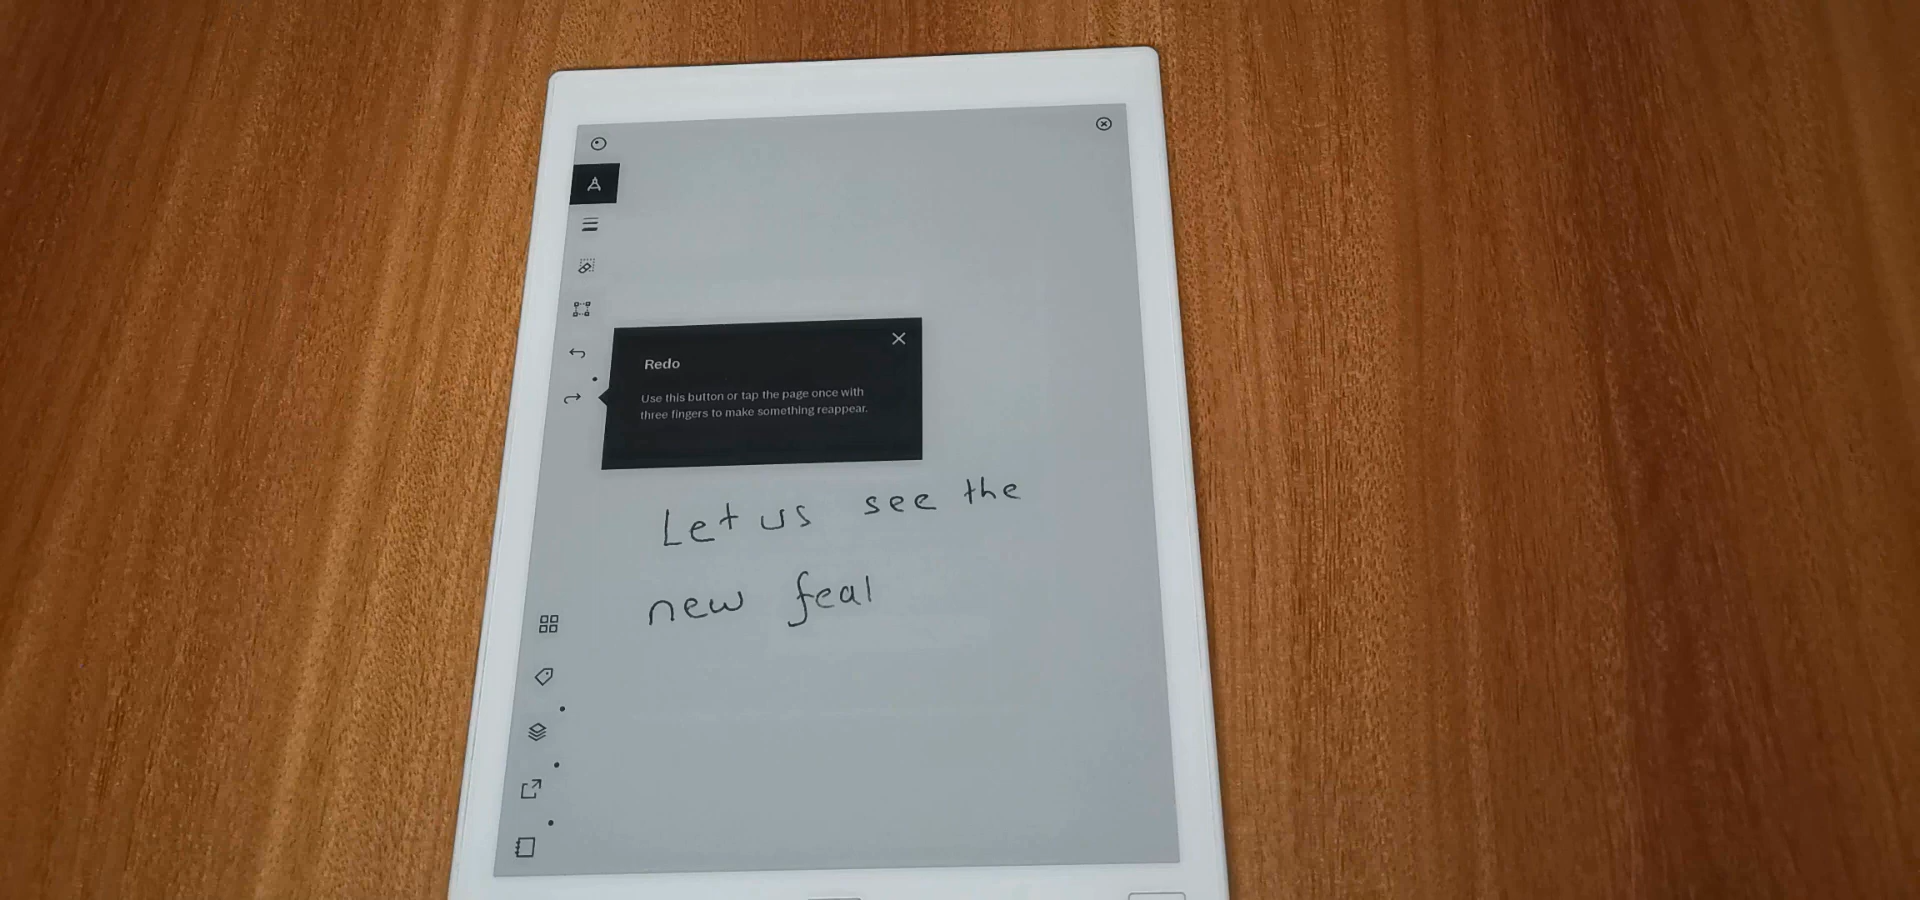 Redo
Use this button or tap the page once with
three fingers to make something reappear.
Let us see the
new feal